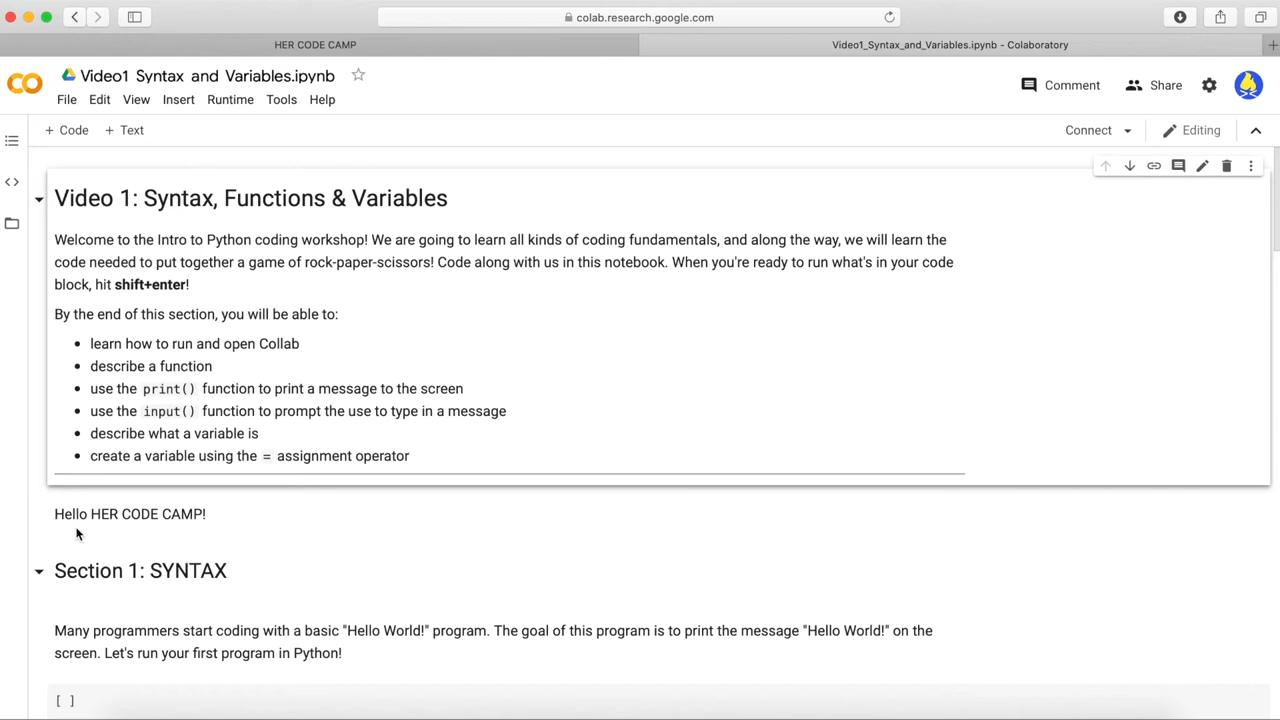 colab.research.google.com
HER CODE CAMP
Video1_Syntax_and_Variables.ipynb - Colaboratory
Video1 Syntax and Variables.ipynb
File Edit View Insert Runtime Tools Help
Comment Share
+ Code + Text
Connect Editing
Video 1: Syntax, Functions & Variables
Welcome to the Intro to Python coding workshop! We are going to learn all kinds of coding fundamentals, and along the way, we will learn the
code needed to put together a game of rock-paper-scissors! Code along with us in this notebook. When you're ready to run what's in your code
block, hit shift+enter!
By the end of this section, you will be able to:
• learn how to run and open Collab
• describe a function
• use the print() function to print a message to the screen
• use the input() function to prompt the use to type in a message
• describe what a variable is
• create a variable using the = assignment operator
Hello HER CODE CAMP!
Section 1: SYNTAX
Many programmers start coding with a basic "Hello World!" program. The goal of this program is to print the message "Hello World!" on the
screen. Let's run your first program in Python!
[ ]